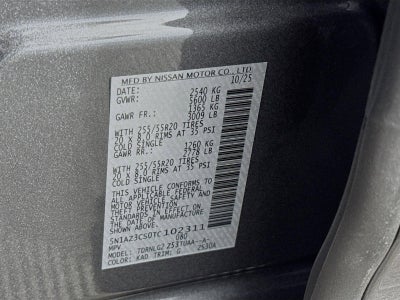 MFD BY NISSAN MOTOR CO., LTD.
10/25
DATE: 2540 KG
GVWR: 5600 LB
1365 KG
GAWR FR.: 3009 LB
WITH 255/55R20 TIRES
20 X 8.0 RIMS AT 35 PSI
COLD SINGLE 1260 KG
GAWR RR.: 2778 LB
WITH 255/55R20 TIRES
20 X 8.0 RIMS AT 35 PSI
COLD SINGLE
THIS VEHICLE CONFORMS TO
ALL APPLICABLE FEDERAL
MOTOR VEHICLE SAFETY AND
THEFT PREVENTION
STANDARDS IN EFFECT ON
THE DATE OF MANUFACTURE
SHOWN ABOVE.
5N1AZ3CS0TC102311
MPV 080
MODEL:
COLOR: KAD TRIM: G